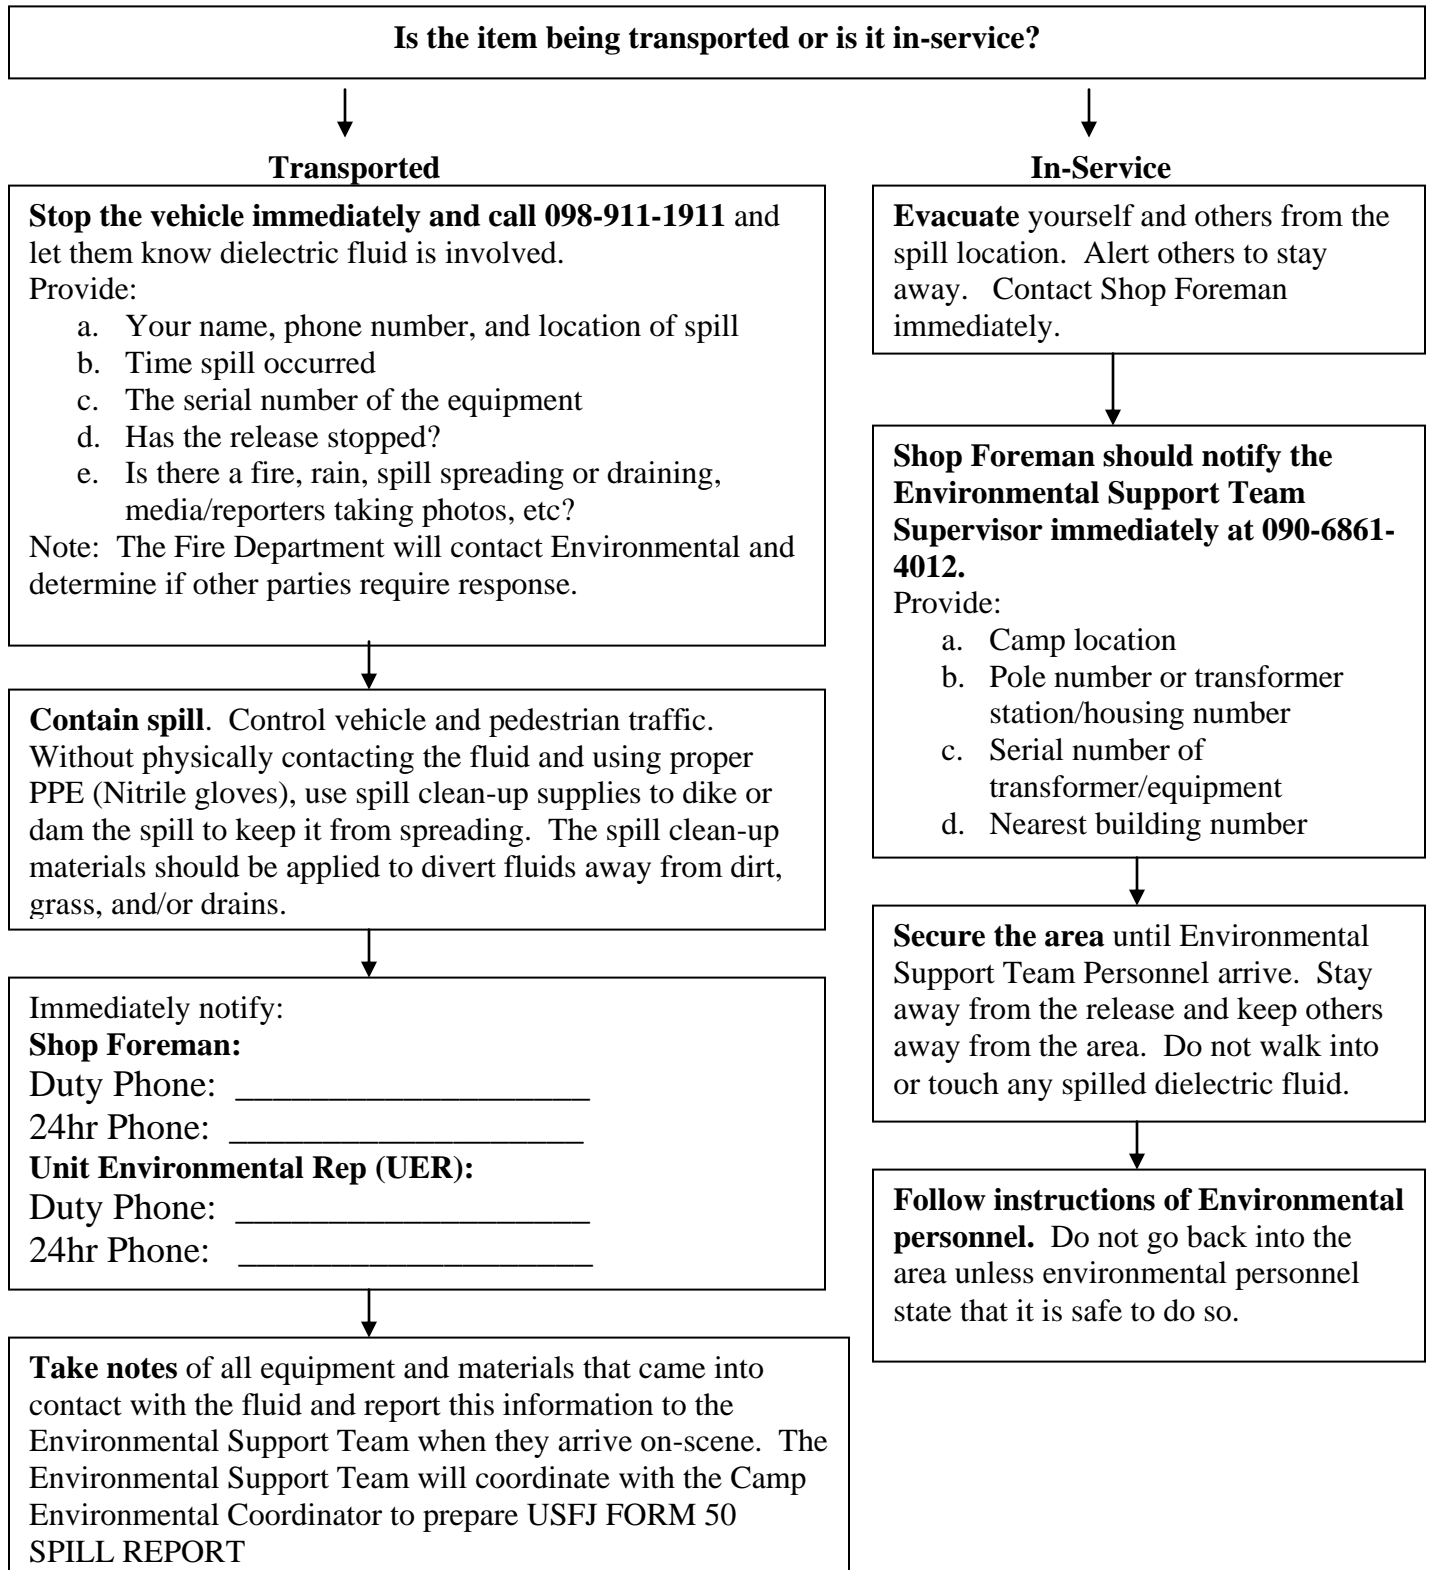 Is the item being transported or is it in-service?
Transported
Stop the vehicle immediately and call 098-911-1911 and
let them know dielectric fluid is involved.
Provide:
a. Your name, phone number, and location of spill
b. Time spill occurred
c. The serial number of the equipment
d. Has the release stopped?
e. Is there a fire, rain, spill spreading or draining,
media/reporters taking photos, etc?
Note: The Fire Department will contact Environmental and
determine if other parties require response.
Contain spill. Control vehicle and pedestrian traffic.
Without physically contacting the fluid and using proper
PPE (Nitrile gloves), use spill clean-up supplies to dike or
dam the spill to keep it from spreading. The spill clean-up
materials should be applied to divert fluids away from dirt,
grass, and/or drains.
Immediately notify:
Shop Foreman:
Duty Phone: ___________________
24hr Phone: ___________________
Unit Environmental Rep (UER):
Duty Phone: ___________________
24hr Phone: ___________________
Take notes of all equipment and materials that came into
contact with the fluid and report this information to the
Environmental Support Team when they arrive on-scene. The
Environmental Support Team will coordinate with the Camp
Environmental Coordinator to prepare USFJ FORM 50
SPILL REPORT
In-Service
Evacuate yourself and others from the
spill location. Alert others to stay
away. Contact Shop Foreman
immediately.
Shop Foreman should notify the
Environmental Support Team
Supervisor immediately at 090-6861-
4012.
Provide:
a. Camp location
b. Pole number or transformer
station/housing number
c. Serial number of
transformer/equipment
d. Nearest building number
Secure the area until Environmental
Support Team Personnel arrive. Stay
away from the release and keep others
away from the area. Do not walk into
or touch any spilled dielectric fluid.
Follow instructions of Environmental
personnel. Do not go back into the
area unless environmental personnel
state that it is safe to do so.